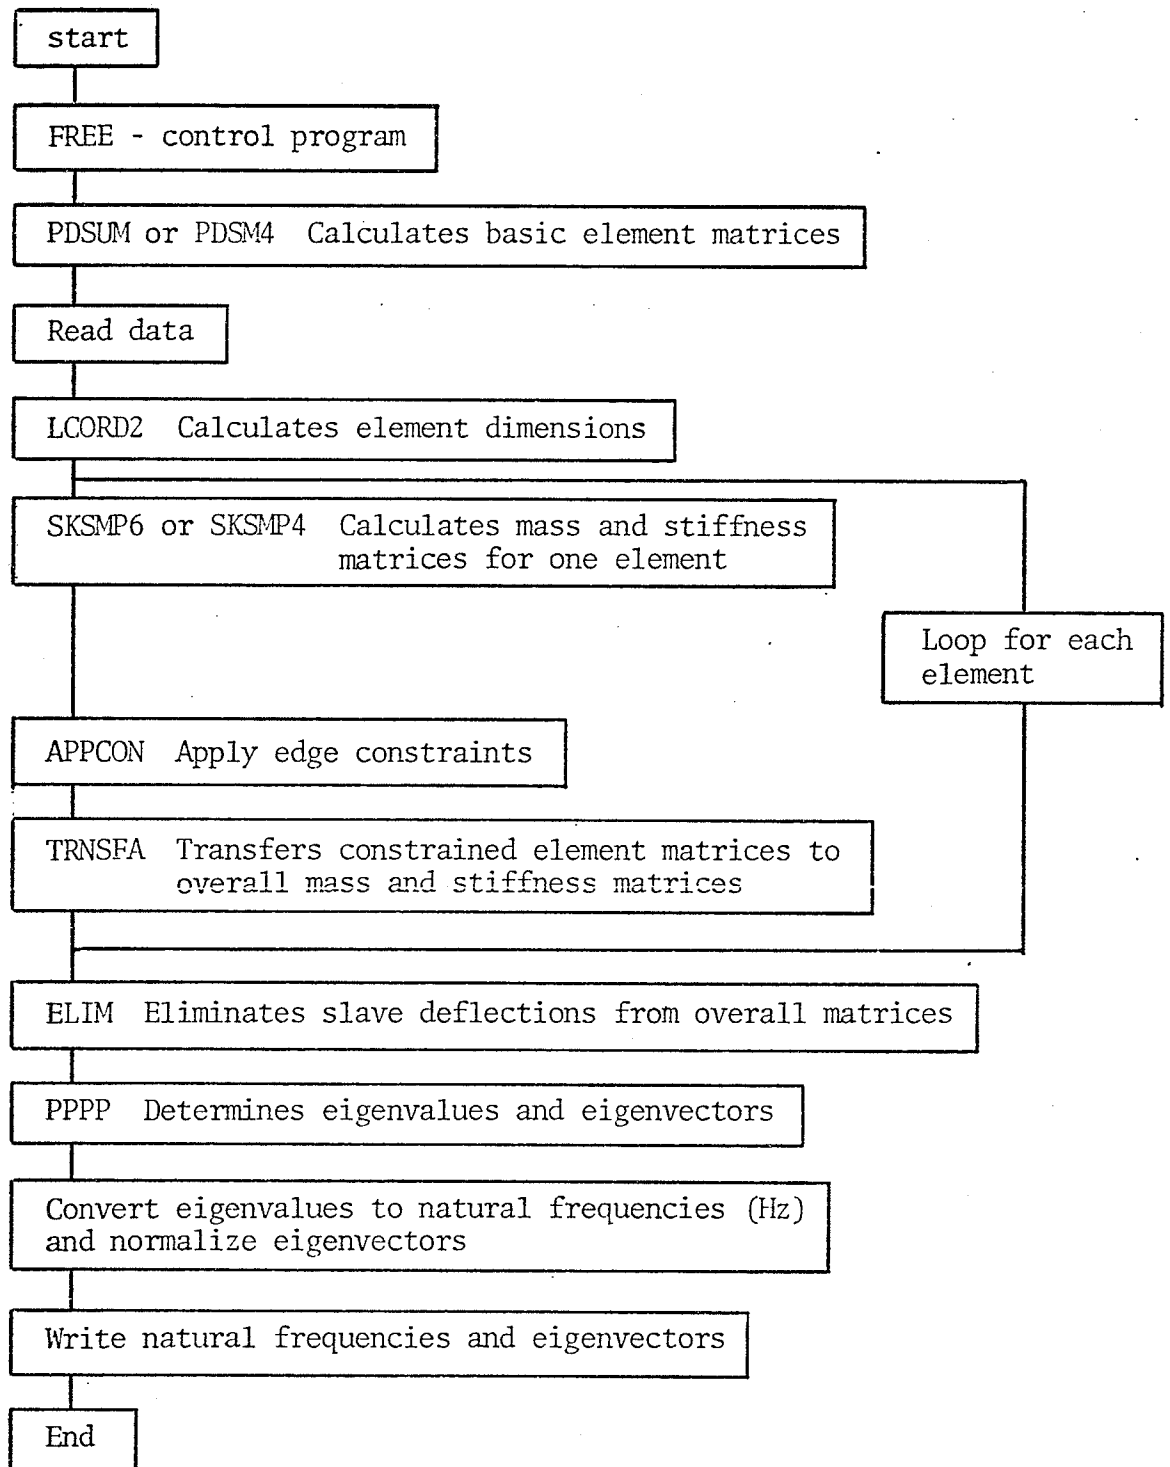 start
FREE - control program
PDSUM or PDSM4 Calculates basic element matrices
Read data
LCORD2 Calculates element dimensions
SKSMP6 or SKSMP4 Calculates mass and stiffness
matrices for one element
Loop for each
element
APPCON Apply edge constraints
TRNSFA Transfers constrained element matrices to
overall mass and stiffness matrices
ELIM Eliminates slave deflections from overall matrices
PPPP Determines eigenvalues and eigenvectors
Convert eigenvalues to natural frequencies (Hz)
and normalize eigenvectors
Write natural frequencies and eigenvectors
End